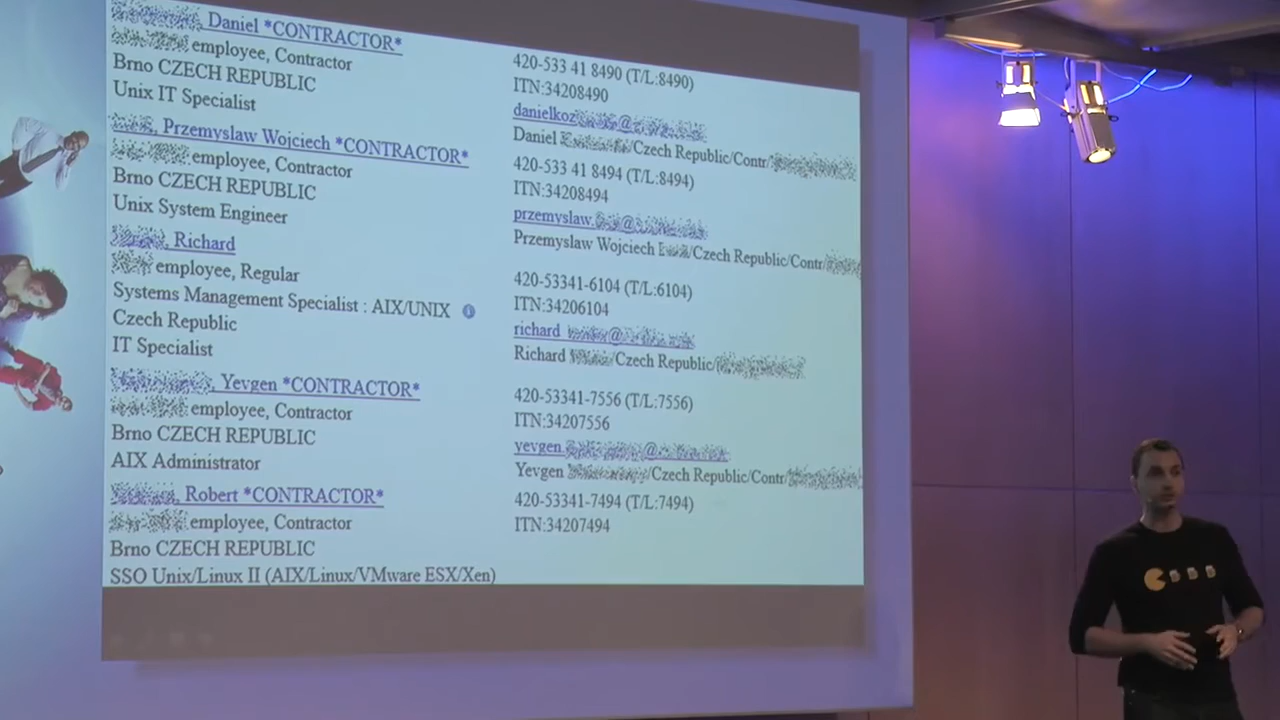 , Daniel *CONTRACTOR*
employee, Contractor
Brno CZECH REPUBLIC
Unix IT Specialist
420-533 41 8490 (T/L:8490)
ITN:34208490
danielkoz @
Daniel /Czech Republic/Contr/
, Przemyslaw Wojciech *CONTRACTOR*
employee, Contractor
Brno CZECH REPUBLIC
Unix System Engineer
420-533 41 8494 (T/L:8494)
ITN:34208494
przemyslaw. @
Przemyslaw Wojciech /Czech Republic/Contr/
, Richard
employee, Regular
Systems Management Specialist : AIX/UNIX
Czech Republic
IT Specialist
420-53341-6104 (T/L:6104)
ITN:34206104
richard @
Richard /Czech Republic/
, Yevgen *CONTRACTOR*
employee, Contractor
Brno CZECH REPUBLIC
AIX Administrator
420-53341-7556 (T/L:7556)
ITN:34207556
yevgen. @
Yevgen /Czech Republic/Contr/
, Robert *CONTRACTOR*
employee, Contractor
Brno CZECH REPUBLIC
SSO Unix/Linux II (AIX/Linux/VMware ESX/Xen)
420-53341-7494 (T/L:7494)
ITN:34207494